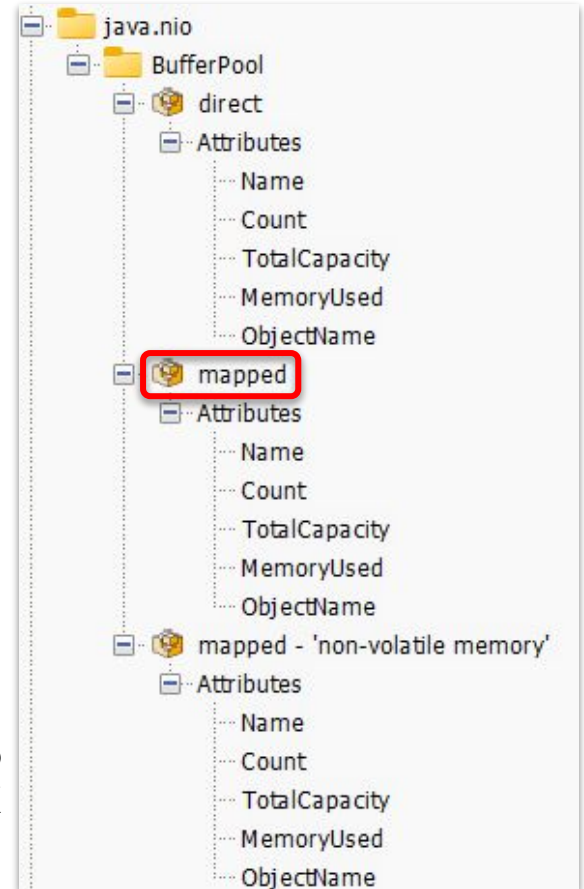 java.nio
BufferPool
direct
Attributes
Name
Count
TotalCapacity
MemoryUsed
ObjectName
mapped
Attributes
Name
Count
TotalCapacity
MemoryUsed
ObjectName
mapped - 'non-volatile memory'
Attributes
Name
Count
TotalCapacity
MemoryUsed
ObjectName